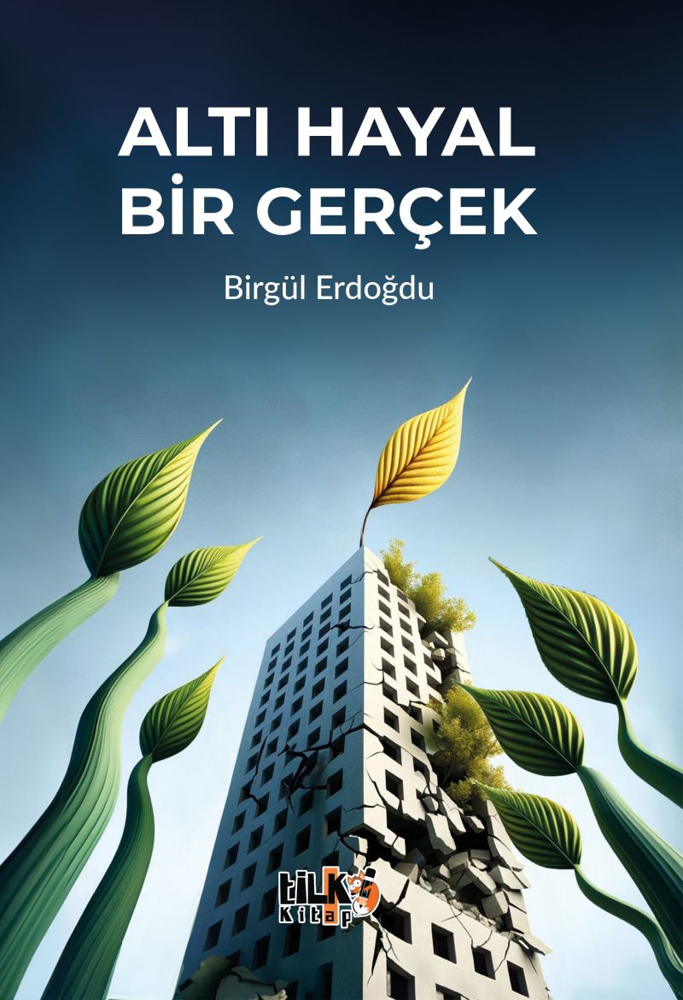 ALTI HAYAL
BİR GERÇEK
Birgül Erdoğdu
tilki
Kitap